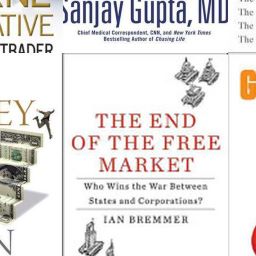 ATIVE
TRADER
Sanjay Gupta, MD
Chief Medical Correspondent, CNN, and New York Times
Bestselling Author of Chasing Life
The
The
The
EY
THE END
OF THE FREE
MARKET
Who Wins the War Between
States and Corporations?
IAN BREMMER
N